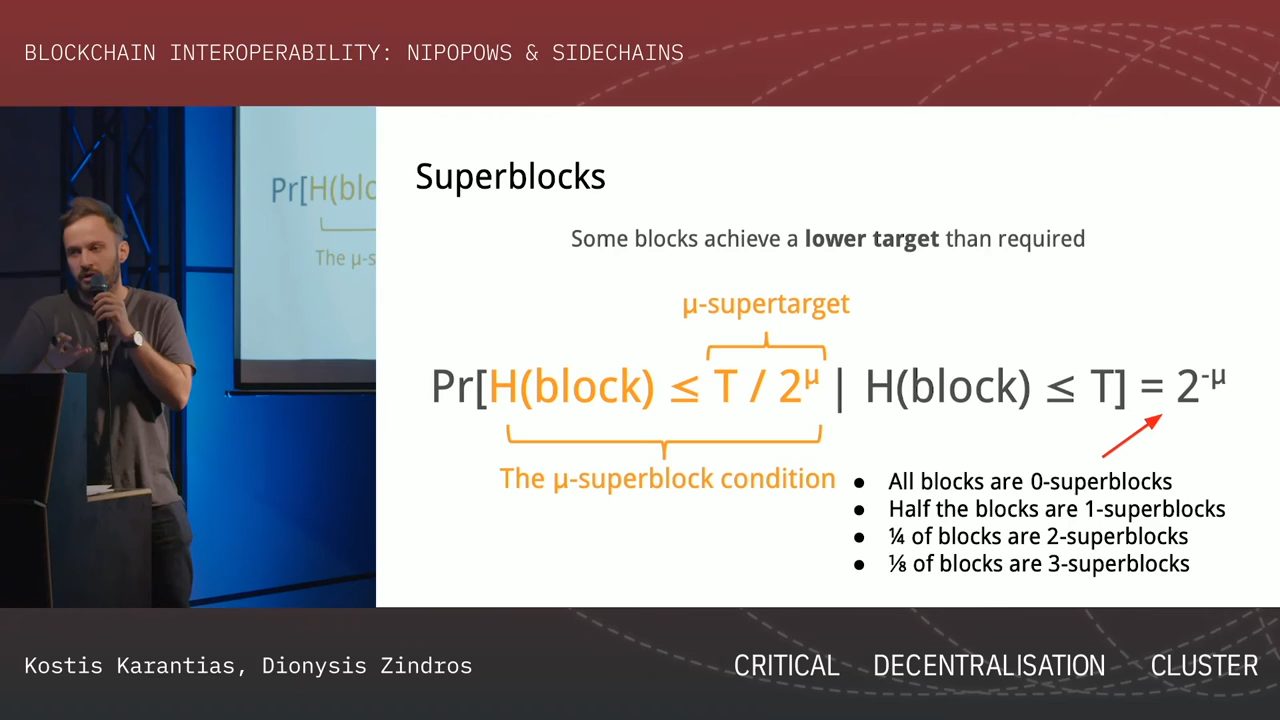 BLOCKCHAIN INTEROPERABILITY: NIPOPOWS & SIDECHAINS
Pr[H(blo
The μ-s
Superblocks
Some blocks achieve a lower target than required
μ-supertarget
Pr[H(block) ≤ T / 2^μ | H(block) ≤ T] = 2^-μ
The μ-superblock condition
• All blocks are 0-superblocks
• Half the blocks are 1-superblocks
• ¼ of blocks are 2-superblocks
• ⅛ of blocks are 3-superblocks
Kostis Karantias, Dionysis Zindros
CRITICAL DECENTRALISATION CLUSTER